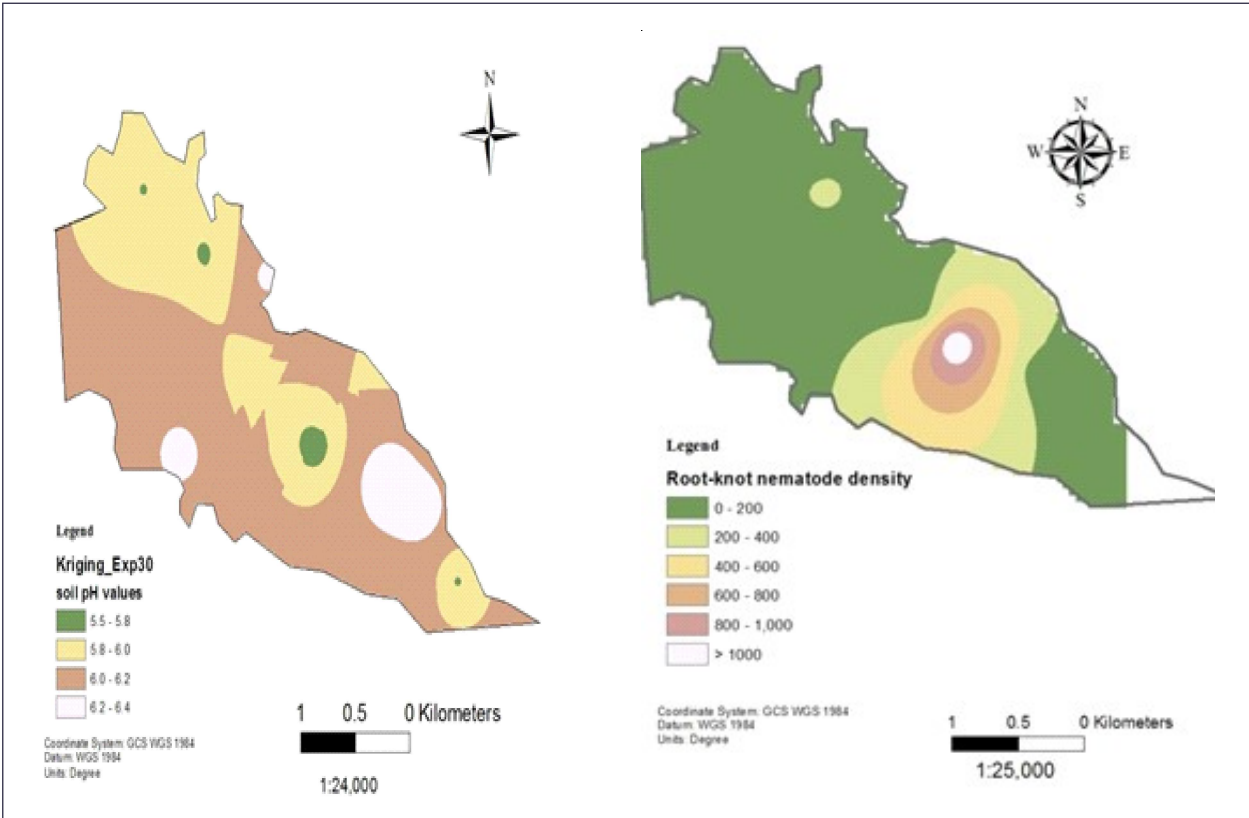 N
Legend
Kriging_Exp30
soil pH values
5.5 - 5.8
5.8 - 6.0
6.0 - 6.2
6.2 - 6.4
Coordinate System: GCS WGS 1984
Datum: WGS 1984
Units: Degree
1 0.5 0 Kilometers
1:24,000
N
W E
S
Legend
Root-knot nematode density
0 - 200
200 - 400
400 - 600
600 - 800
800 - 1,000
> 1000
Coordinate System: GCS WGS 1984
Datum: WGS 1984
Units: Degree
1 0.5 0 Kilometers
1:25,000